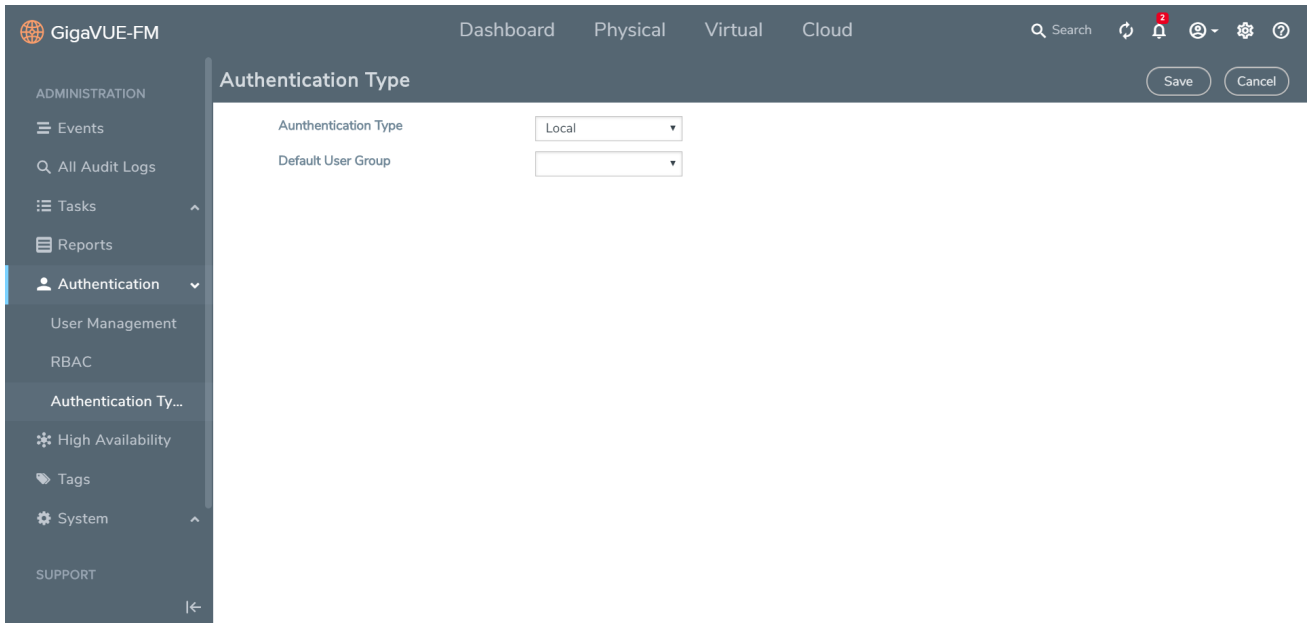 GigaVUE-FM
Dashboard Physical Virtual Cloud
Search
2
ADMINISTRATION
Events
All Audit Logs
Tasks
Reports
Authentication
User Management
RBAC
Authentication Ty...
High Availability
Tags
System
SUPPORT
Authentication Type
Save Cancel
Aunthentication Type Local
Default User Group